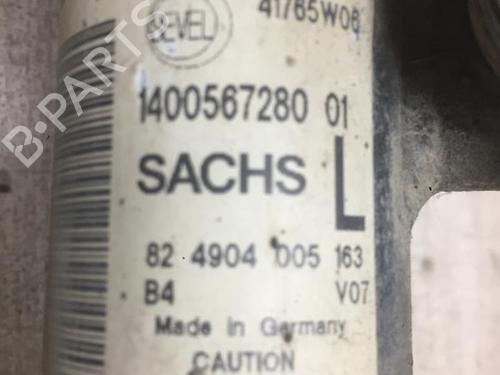 SEVEL 41765W06
1400567280 01
SACHS L
82 4904 005 163
B4 V07
Made in Germany
CAUTION
B-PARTS